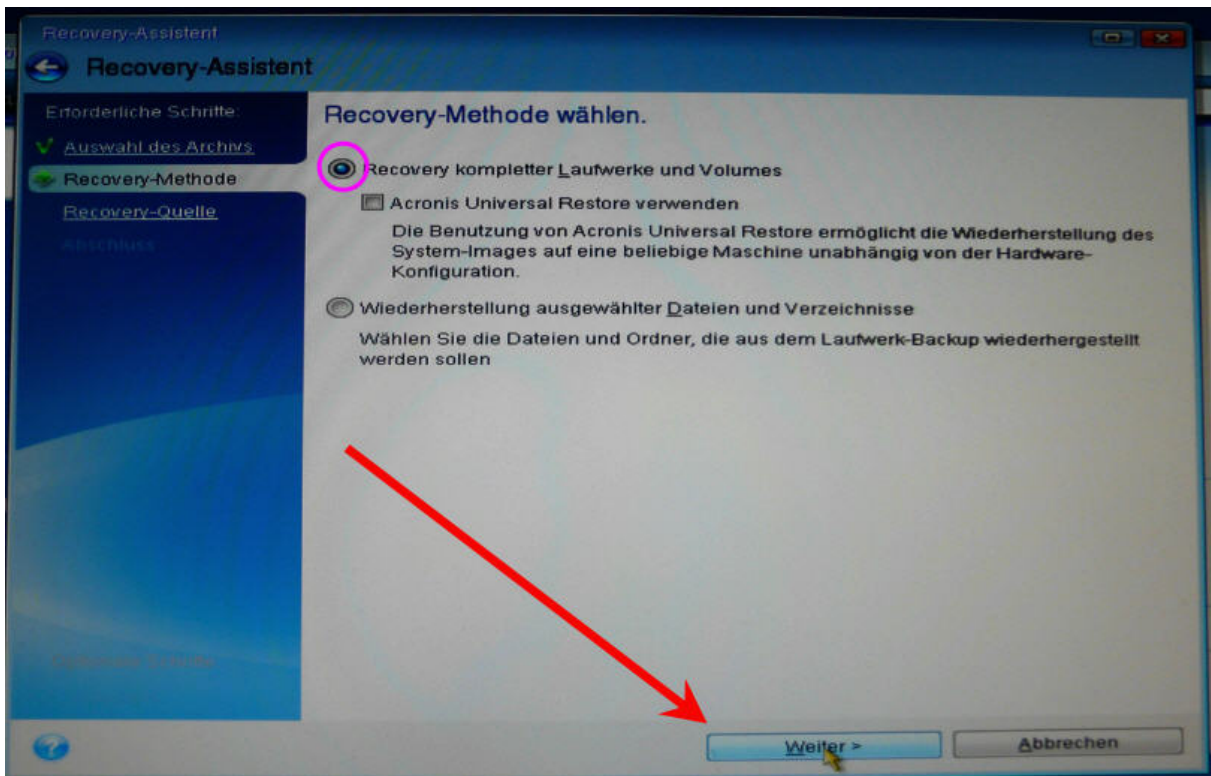 Recovery-Assistent
Recovery-Assistent
Erforderliche Schritte:
Auswahl des Archivs
Recovery-Methode
Recovery-Quelle
Abschluss
Recovery-Methode wählen.
Recovery kompletter Laufwerke und Volumes
Acronis Universal Restore verwenden
Die Benutzung von Acronis Universal Restore ermöglicht die Wiederherstellung des
System-Images auf eine beliebige Maschine unabhängig von der Hardware-
Konfiguration.
Wiederherstellung ausgewählter Dateien und Verzeichnisse
Wählen Sie die Dateien und Ordner, die aus dem Laufwerk-Backup wiederhergestellt
werden sollen
Weiter >
Abbrechen